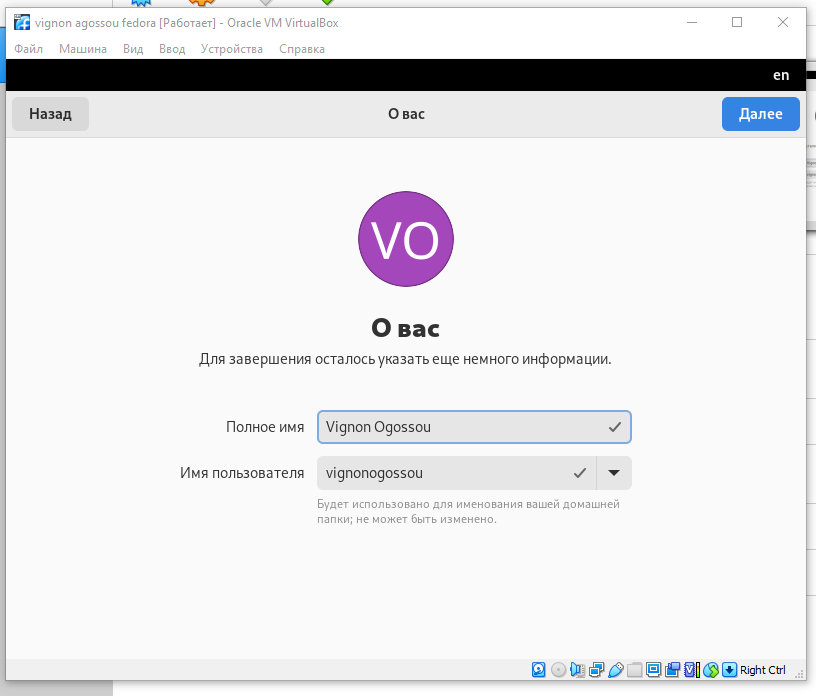 vignon agossou fedora [Работает] - Oracle VM VirtualBox
Файл Машина Вид Ввод Устройства Справка
en
Назад О вас Далее
VO
О вас
Для завершения осталось указать еще немного информации.
Полное имя Vignon Ogossou
Имя пользователя vignonogossou
Будет использовано для именования вашей домашней
папки; не может быть изменено.
Right Ctrl